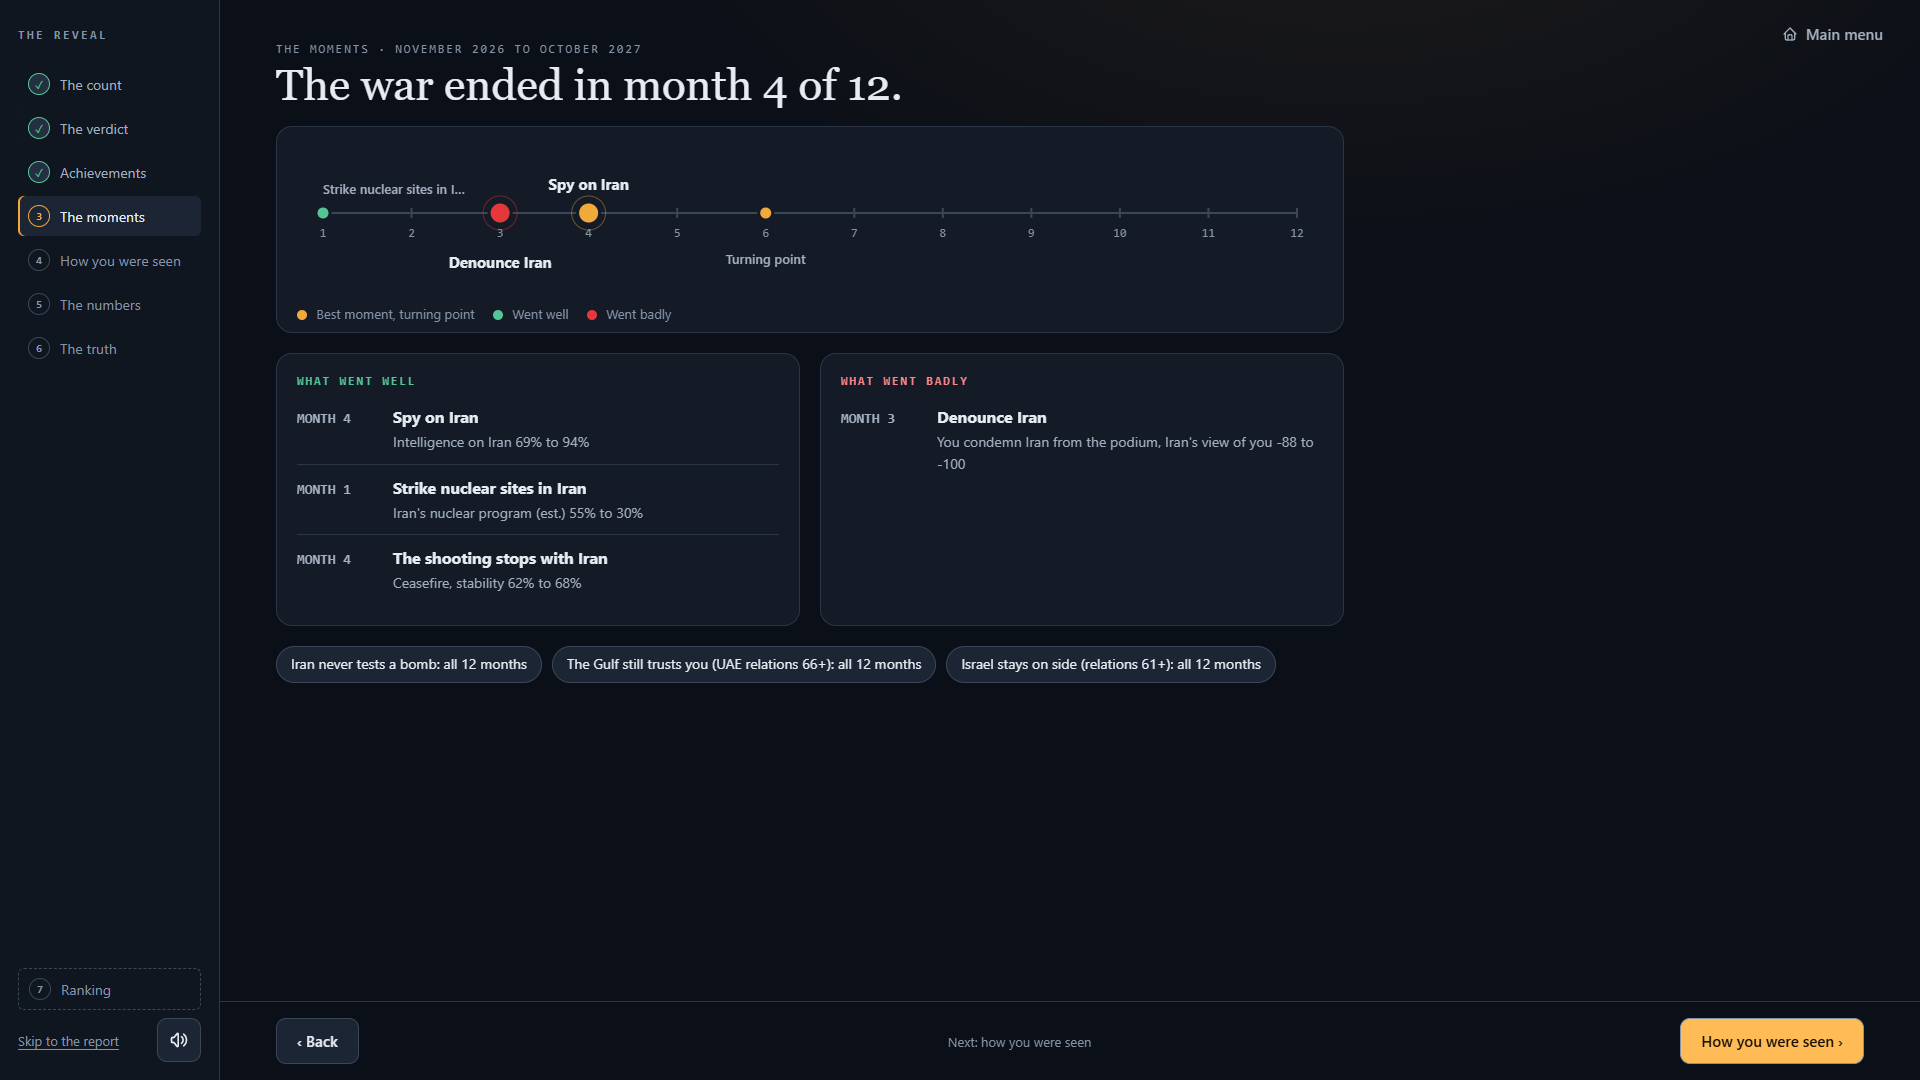 THE REVEAL
✓ The count
✓ The verdict
✓ Achievements
3 The moments
4 How you were seen
5 The numbers
6 The truth
7 Ranking
Skip to the report
Main menu
THE MOMENTS · NOVEMBER 2026 TO OCTOBER 2027
The war ended in month 4 of 12.
Strike nuclear sites in I...
Spy on Iran
1 2 3 4 5 6 7 8 9 10 11 12
Denounce Iran
Turning point
Best moment, turning point
Went well
Went badly
WHAT WENT WELL
MONTH 4
Spy on Iran
Intelligence on Iran 69% to 94%
MONTH 1
Strike nuclear sites in Iran
Iran's nuclear program (est.) 55% to 30%
MONTH 4
The shooting stops with Iran
Ceasefire, stability 62% to 68%
WHAT WENT BADLY
MONTH 3
Denounce Iran
You condemn Iran from the podium, Iran's view of you -88 to
-100
Iran never tests a bomb: all 12 months
The Gulf still trusts you (UAE relations 66+): all 12 months
Israel stays on side (relations 61+): all 12 months
‹ Back
Next: how you were seen
How you were seen ›